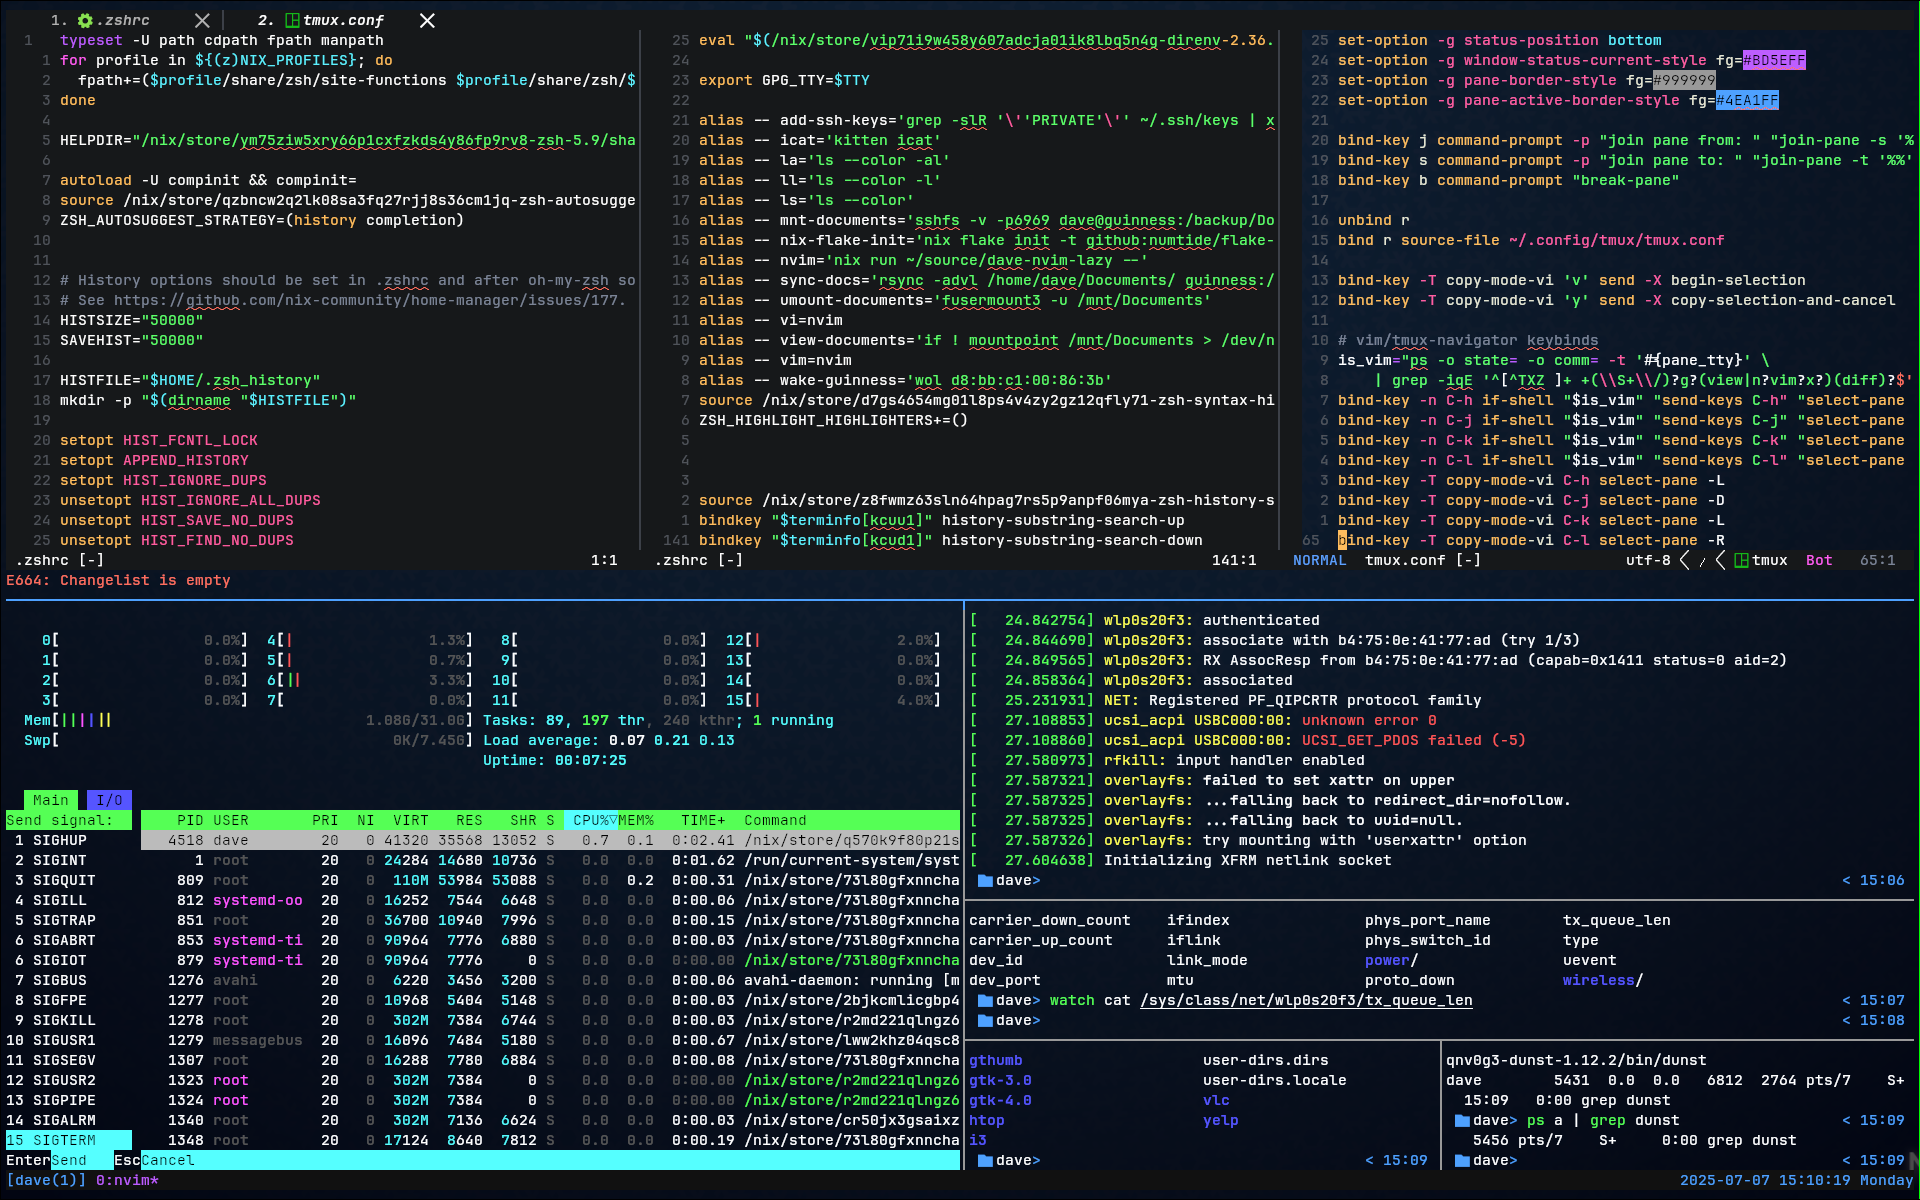 1. .zshrc ╳ 2. tmux.conf ╳
1 typeset -U path cdpath fpath manpath
1 for profile in ${(z)NIX_PROFILES}; do
2 fpath+=($profile/share/zsh/site-functions $profile/share/zsh/$
3 done
4
5 HELPDIR="/nix/store/ym75ziw5xry66p1cxfzkds4y86fp9rv8-zsh-5.9/sha
6
7 autoload -U compinit && compinit=
8 source /nix/store/qzbncw2q2lk08sa3fq27rjj8s36cm1jq-zsh-autosugge
9 ZSH_AUTOSUGGEST_STRATEGY=(history completion)
10
11
12 # History options should be set in .zshrc and after oh-my-zsh so
13 # See https://github.com/nix-community/home-manager/issues/177.
14 HISTSIZE="50000"
15 SAVEHIST="50000"
16
17 HISTFILE="$HOME/.zsh_history"
18 mkdir -p "$(dirname "$HISTFILE")"
19
20 setopt HIST_FCNTL_LOCK
21 setopt APPEND_HISTORY
22 setopt HIST_IGNORE_DUPS
23 unsetopt HIST_IGNORE_ALL_DUPS
24 unsetopt HIST_SAVE_NO_DUPS
25 unsetopt HIST_FIND_NO_DUPS
.zshrc [-] 1:1
25 eval "$(/nix/store/vip71i9w458y607adcja01ik8lbq5n4g-direnv-2.36.
24
23 export GPG_TTY=$TTY
22
21 alias -- add-ssh-keys='grep -slR '\''PRIVATE'\'' ~/.ssh/keys | x
20 alias -- icat='kitten icat'
19 alias -- la='ls --color -al'
18 alias -- ll='ls --color -l'
17 alias -- ls='ls --color'
16 alias -- mnt-documents='sshfs -v -p6969 dave@guinness:/backup/Do
15 alias -- nix-flake-init='nix flake init -t github:numtide/flake-
14 alias -- nvim='nix run ~/source/dave-nvim-lazy --'
13 alias -- sync-docs='rsync -advl /home/dave/Documents/ guinness:/
12 alias -- umount-documents='fusermount3 -u /mnt/Documents'
11 alias -- vi=nvim
10 alias -- view-documents='if ! mountpoint /mnt/Documents > /dev/n
9 alias -- vim=nvim
8 alias -- wake-guinness='wol d8:bb:c1:00:86:3b'
7 source /nix/store/d7gs4654mg01l8ps4v4zy2gz12qfly71-zsh-syntax-hi
6 ZSH_HIGHLIGHT_HIGHLIGHTERS+=()
5
4
3
2 source /nix/store/z8fwmz63sln64hpag7rs5p9anpf06mya-zsh-history-s
1 bindkey "$terminfo[kcuu1]" history-substring-search-up
141 bindkey "$terminfo[kcud1]" history-substring-search-down
.zshrc [-] 141:1
25 set-option -g status-position bottom
24 set-option -g window-status-current-style fg=#BD5EFF
23 set-option -g pane-border-style fg=#999999
22 set-option -g pane-active-border-style fg=#4EA1FF
21
20 bind-key j command-prompt -p "join pane from: " "join-pane -s '%
19 bind-key s command-prompt -p "join pane to: " "join-pane -t '%%'
18 bind-key b command-prompt "break-pane"
17
16 unbind r
15 bind r source-file ~/.config/tmux/tmux.conf
14
13 bind-key -T copy-mode-vi 'v' send -X begin-selection
12 bind-key -T copy-mode-vi 'y' send -X copy-selection-and-cancel
11
10 # vim/tmux-navigator keybinds
9 is_vim="ps -o state= -o comm= -t '#{pane_tty}' \
8 | grep -iqE '^[^TXZ ]+ +(\\S+\\/)?g?(view|n?vim?x?)(diff)?$'
7 bind-key -n C-h if-shell "$is_vim" "send-keys C-h" "select-pane
6 bind-key -n C-j if-shell "$is_vim" "send-keys C-j" "select-pane
5 bind-key -n C-k if-shell "$is_vim" "send-keys C-k" "select-pane
4 bind-key -n C-l if-shell "$is_vim" "send-keys C-l" "select-pane
3 bind-key -T copy-mode-vi C-h select-pane -L
2 bind-key -T copy-mode-vi C-j select-pane -D
1 bind-key -T copy-mode-vi C-k select-pane -L
65 bind-key -T copy-mode-vi C-l select-pane -R
NORMAL tmux.conf [-] utf-8 tmux Bot 65:1
E664: Changelist is empty
0[ 0.0%] 4[| 1.3%] 8[ 0.0%] 12[| 2.0%]
1[ 0.0%] 5[| 0.7%] 9[ 0.0%] 13[ 0.0%]
2[ 0.0%] 6[|| 3.3%] 10[ 0.0%] 14[ 0.0%]
3[ 0.0%] 7[ 0.0%] 11[ 0.0%] 15[| 4.0%]
Mem[|||||| 1.08G/31.0G] Tasks: 89, 197 thr, 240 kthr; 1 running
Swp[ 0K/7.45G] Load average: 0.07 0.21 0.13
Uptime: 00:07:25
Main I/O
Send signal: PID USER PRI NI VIRT RES SHR S CPU%▽MEM% TIME+ Command
1 SIGHUP 4518 dave 20 0 41320 35568 13052 S 0.7 0.1 0:02.41 /nix/store/q570k9f80p21s
2 SIGINT 1 root 20 0 24284 14680 10736 S 0.0 0.0 0:01.62 /run/current-system/syst
3 SIGQUIT 809 root 20 0 110M 53984 53088 S 0.0 0.2 0:00.31 /nix/store/73l80gfxnncha
4 SIGILL 812 systemd-oo 20 0 16252 7544 6648 S 0.0 0.0 0:00.06 /nix/store/73l80gfxnncha
5 SIGTRAP 851 root 20 0 36700 10940 7996 S 0.0 0.0 0:00.15 /nix/store/73l80gfxnncha
6 SIGABRT 853 systemd-ti 20 0 90964 7776 6880 S 0.0 0.0 0:00.03 /nix/store/73l80gfxnncha
6 SIGIOT 879 systemd-ti 20 0 90964 7776 0 S 0.0 0.0 0:00.00 /nix/store/73l80gfxnncha
7 SIGBUS 1276 avahi 20 0 6220 3456 3200 S 0.0 0.0 0:00.06 avahi-daemon: running [m
8 SIGFPE 1277 root 20 0 10968 5404 5148 S 0.0 0.0 0:00.03 /nix/store/2bjkcmlicgbp4
9 SIGKILL 1278 root 20 0 302M 7384 6744 S 0.0 0.0 0:00.03 /nix/store/r2md221qlngz6
10 SIGUSR1 1279 messagebus 20 0 16096 7484 5180 S 0.0 0.0 0:00.67 /nix/store/lww2khz04qsc8
11 SIGSEGV 1307 root 20 0 16288 7780 6884 S 0.0 0.0 0:00.08 /nix/store/73l80gfxnncha
12 SIGUSR2 1323 root 20 0 302M 7384 0 S 0.0 0.0 0:00.00 /nix/store/r2md221qlngz6
13 SIGPIPE 1324 root 20 0 302M 7384 0 S 0.0 0.0 0:00.00 /nix/store/r2md221qlngz6
14 SIGALRM 1340 root 20 0 302M 7136 6624 S 0.0 0.0 0:00.03 /nix/store/cr50jx3gsaixz
15 SIGTERM 1348 root 20 0 17124 8640 7812 S 0.0 0.0 0:00.19 /nix/store/73l80gfxnncha
EnterSend EscCancel
[ 24.842754] wlp0s20f3: authenticated
[ 24.844690] wlp0s20f3: associate with b4:75:0e:41:77:ad (try 1/3)
[ 24.849565] wlp0s20f3: RX AssocResp from b4:75:0e:41:77:ad (capab=0x1411 status=0 aid=2)
[ 24.858364] wlp0s20f3: associated
[ 25.231931] NET: Registered PF_QIPCRTR protocol family
[ 27.108853] ucsi_acpi USBC000:00: unknown error 0
[ 27.108860] ucsi_acpi USBC000:00: UCSI_GET_PDOS failed (-5)
[ 27.580973] rfkill: input handler enabled
[ 27.587321] overlayfs: failed to set xattr on upper
[ 27.587325] overlayfs: ...falling back to redirect_dir=nofollow.
[ 27.587325] overlayfs: ...falling back to uuid=null.
[ 27.587326] overlayfs: try mounting with 'userxattr' option
[ 27.604638] Initializing XFRM netlink socket
dave> < 15:06
carrier_down_count ifindex phys_port_name tx_queue_len
carrier_up_count iflink phys_switch_id type
dev_id link_mode power/ uevent
dev_port mtu proto_down wireless/
dave> watch cat /sys/class/net/wlp0s20f3/tx_queue_len < 15:07
dave> < 15:08
gthumb user-dirs.dirs
gtk-3.0 user-dirs.locale
gtk-4.0 vlc
htop yelp
i3
dave> < 15:09
qnv0g3-dunst-1.12.2/bin/dunst
dave 5431 0.0 0.0 6812 2764 pts/7 S+
15:09 0:00 grep dunst
dave> ps a | grep dunst < 15:09
5456 pts/7 S+ 0:00 grep dunst
dave> < 15:09
[dave(1)] 0:nvim* 2025-07-07 15:10:19 Monday